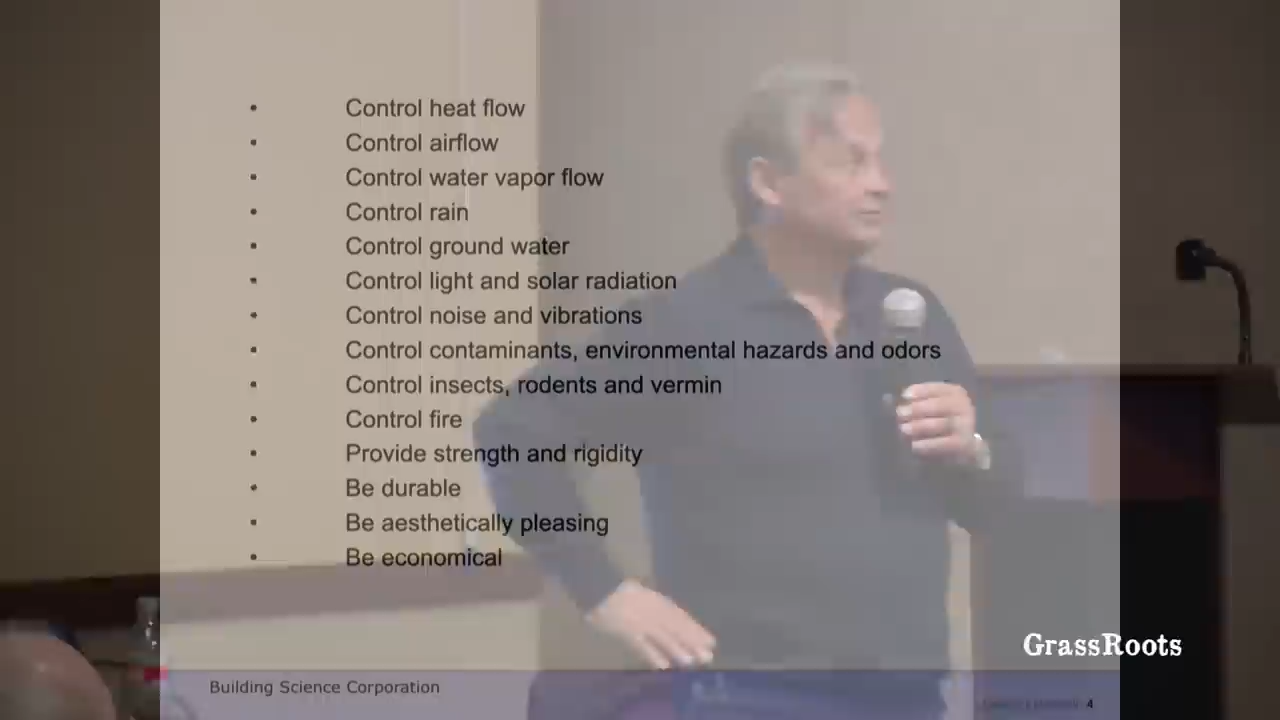 • Control heat flow
• Control airflow
• Control water vapor flow
• Control rain
• Control ground water
• Control light and solar radiation
• Control noise and vibrations
• Control contaminants, environmental hazards and odors
• Control insects, rodents and vermin
• Control fire
• Provide strength and rigidity
• Be durable
• Be aesthetically pleasing
• Be economical
GrassRoots
Building Science Corporation
4